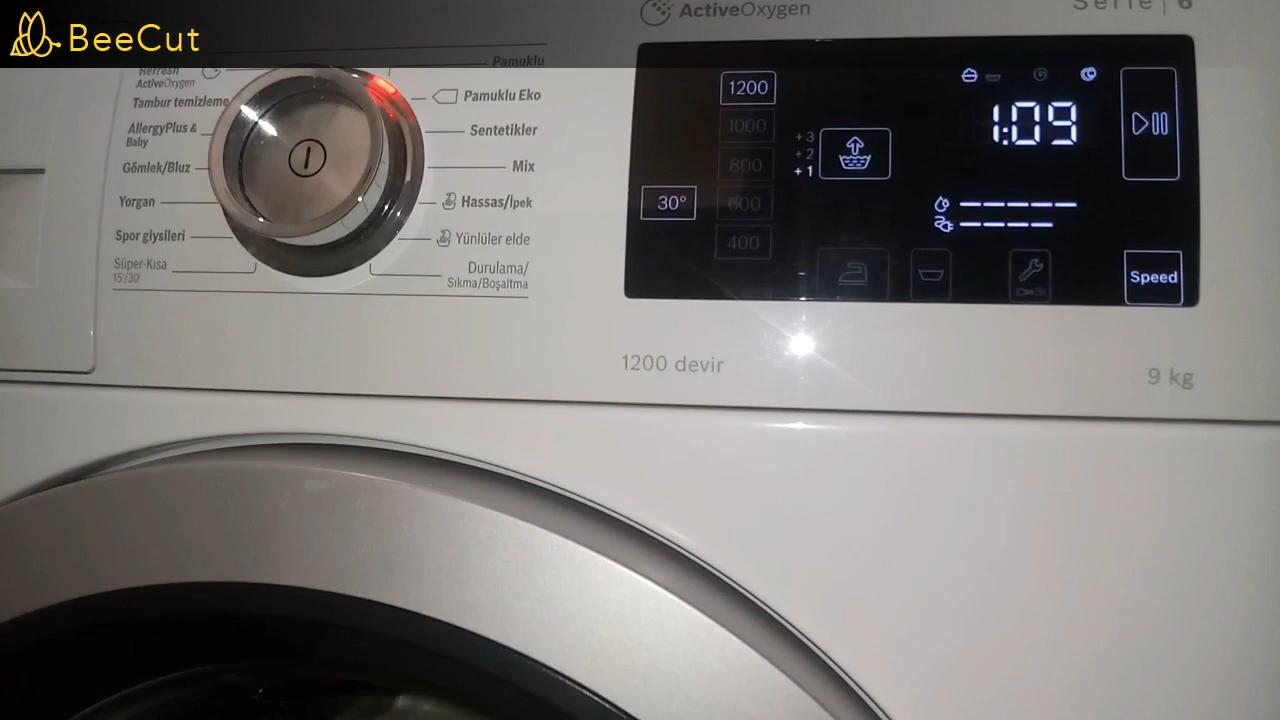 BeeCut
ActiveOxygen
Serie | 6
Refresh
ActiveOxygen
Tambur temizleme
AllergyPlus &
Baby
Gömlek/Bluz
Yorgan
Spor giysileri
Süper-Kısa
15'/30'
Pamuklu
Pamuklu Eko
Sentetikler
Mix
Hassas/İpek
Yünlüler elde
Durulama/
Sıkma/Boşaltma
1200
1000
800
600
400
30°
+ 3
+ 2
+ 1
1:09
Speed
1200 devir
9 kg